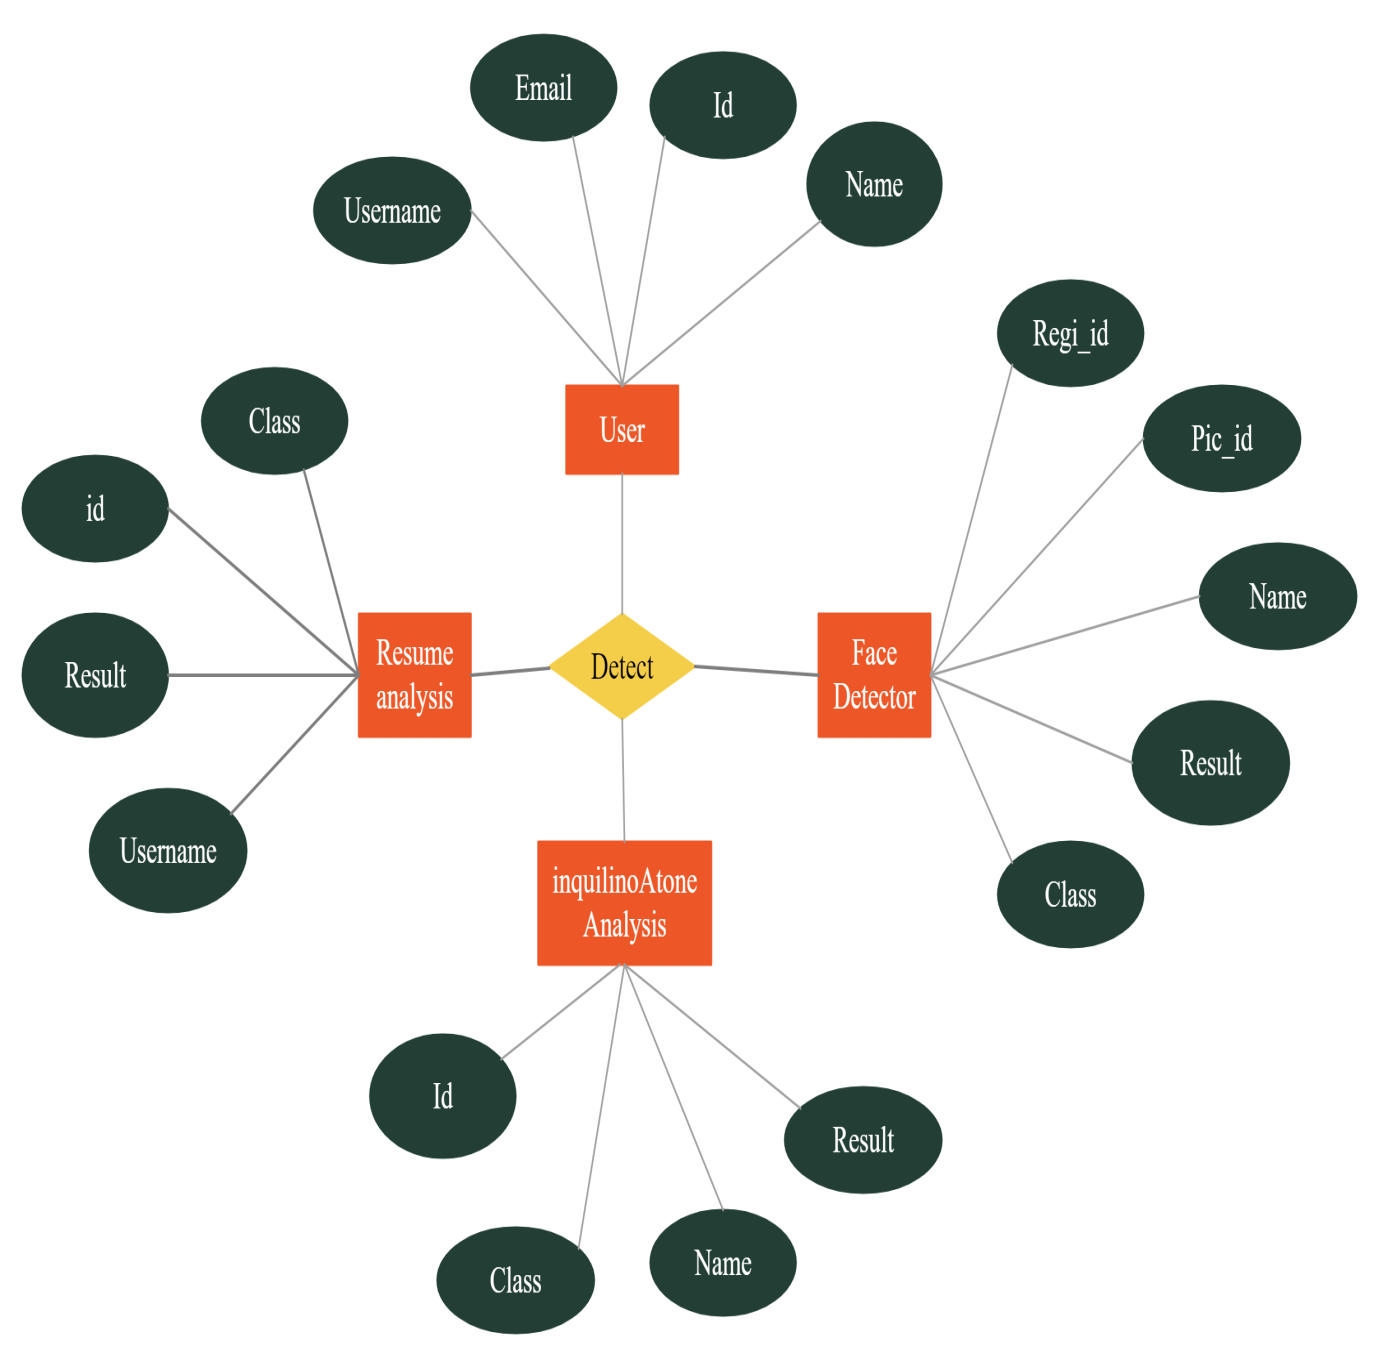 Email
Id
Name
Username
Regi_id
Class
User
Pic_id
id
Name
Resume
analysis
Detect
Face
Detector
Result
Result
Username
inquilinoAtone
Analysis
Class
Id
Result
Name
Class